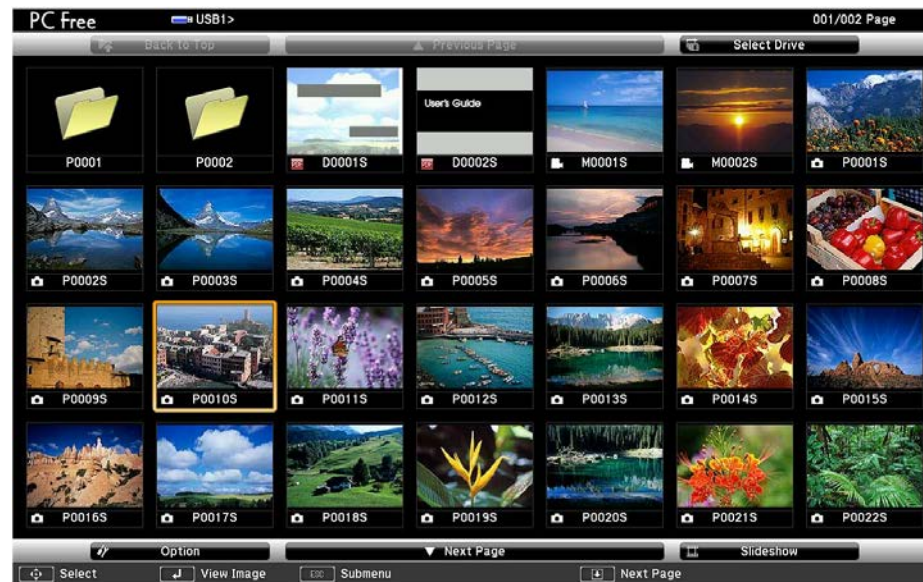 PC Free USB1> 001/002 Page
Back to Top Previous Page Select Drive
User's Guide
P0001 P0002 D0001S D0002S M0001S M0002S P0001S
P0002S P0003S P0004S P0005S P0006S P0007S P0008S
P0009S P0010S P0011S P0012S P0013S P0014S P0015S
P0016S P0017S P0018S P0019S P0020S P0021S P0022S
Option Next Page Slideshow
Select View Image ESC Submenu Next Page